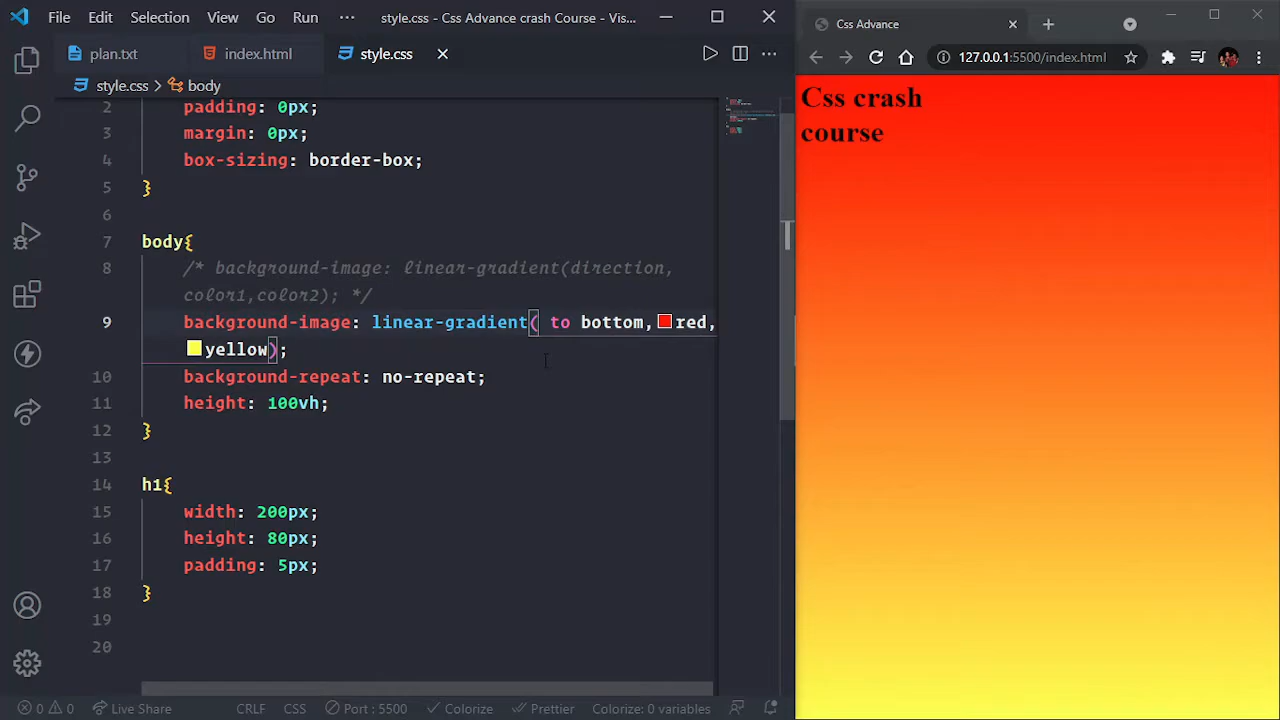 File Edit Selection View Go Run ··· style.css - Css Advance crash Course - Vis...
plan.txt index.html style.css
style.css > body
2 padding: 0px;
3 margin: 0px;
4 box-sizing: border-box;
5 }
6
7 body{
8 /* background-image: linear-gradient(direction,
color1,color2); */
9 background-image: linear-gradient( to bottom,red,
yellow);
10 background-repeat: no-repeat;
11 height: 100vh;
12 }
13
14 h1{
15 width: 200px;
16 height: 80px;
17 padding: 5px;
18 }
19
20
0 0 Live Share CRLF CSS Port : 5500 Colorize Prettier Colorize: 0 variables
Css Advance
127.0.0.1:5500/index.html
Css crash
course